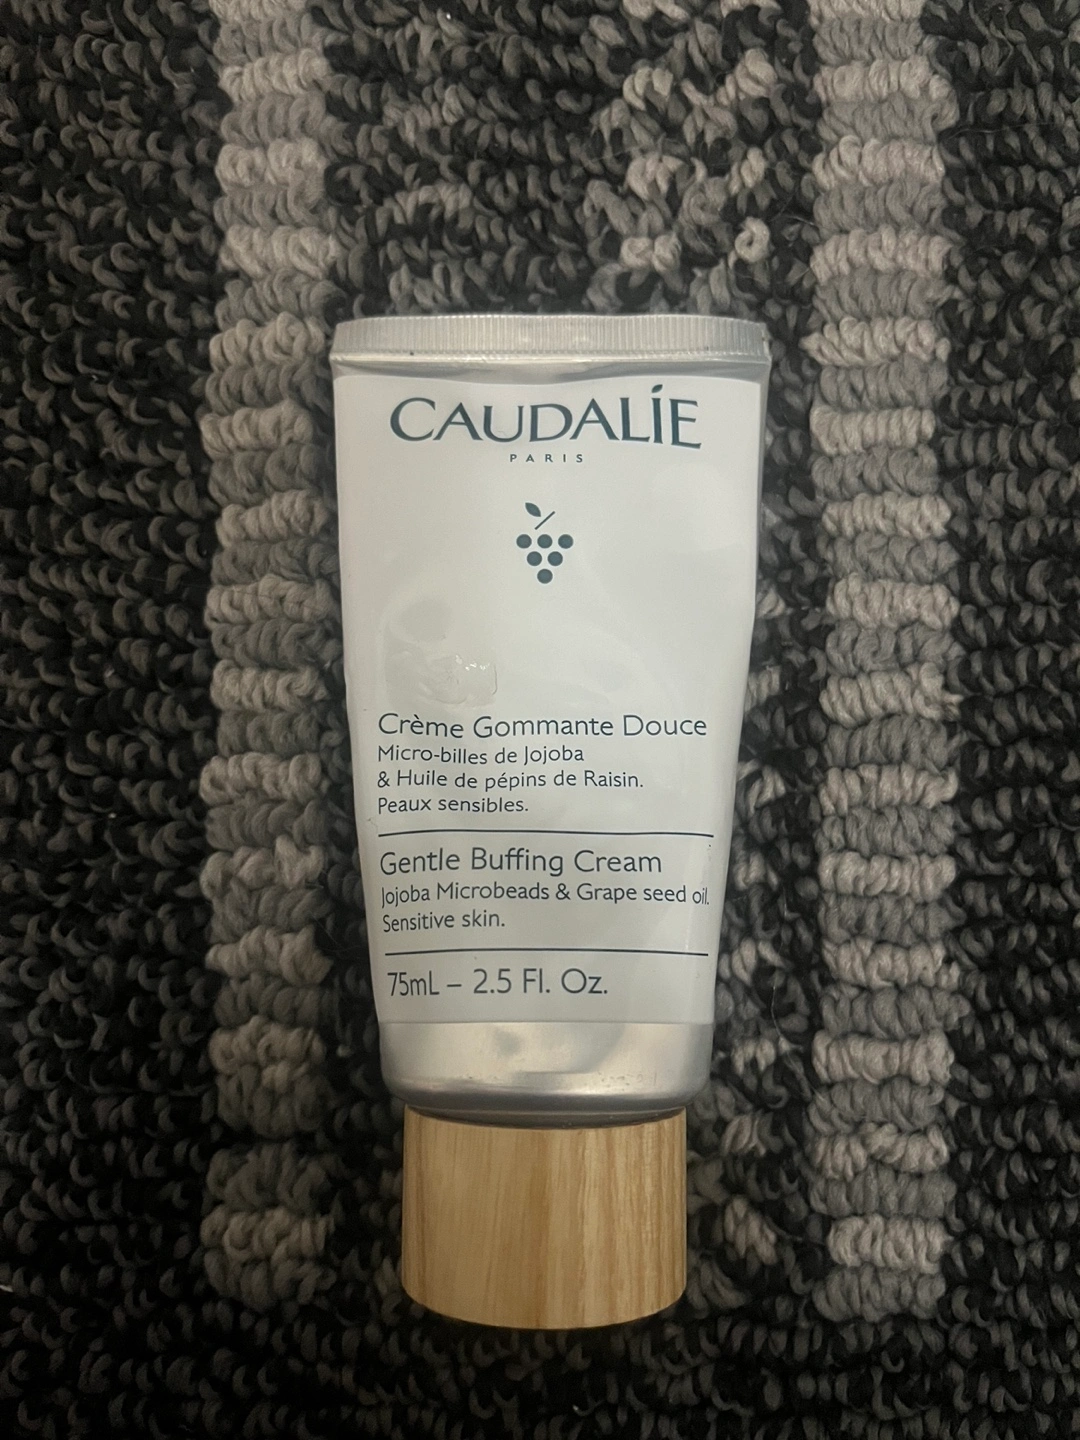 CAUDALÍE
PARIS
Crème Gommante Douce
Micro-billes de Jojoba
& Huile de pépins de Raisin.
Peaux sensibles.
Gentle Buffing Cream
Jojoba Microbeads & Grape seed oil.
Sensitive skin.
75mL – 2.5 Fl. Oz.